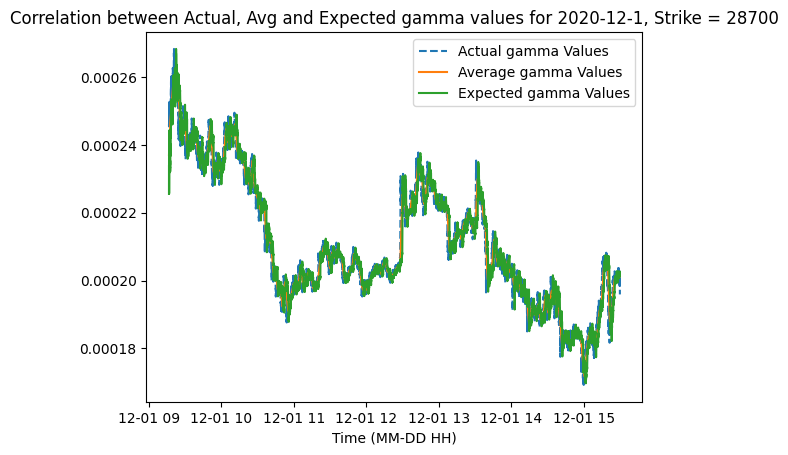 Correlation between Actual, Avg and Expected gamma values for 2020-12-1, Strike = 28700
Actual gamma Values
Average gamma Values
Expected gamma Values
0.00026
0.00024
0.00022
0.00020
0.00018
12-01 09 12-01 10 12-01 11 12-01 12 12-01 13 12-01 14 12-01 15
Time (MM-DD HH)